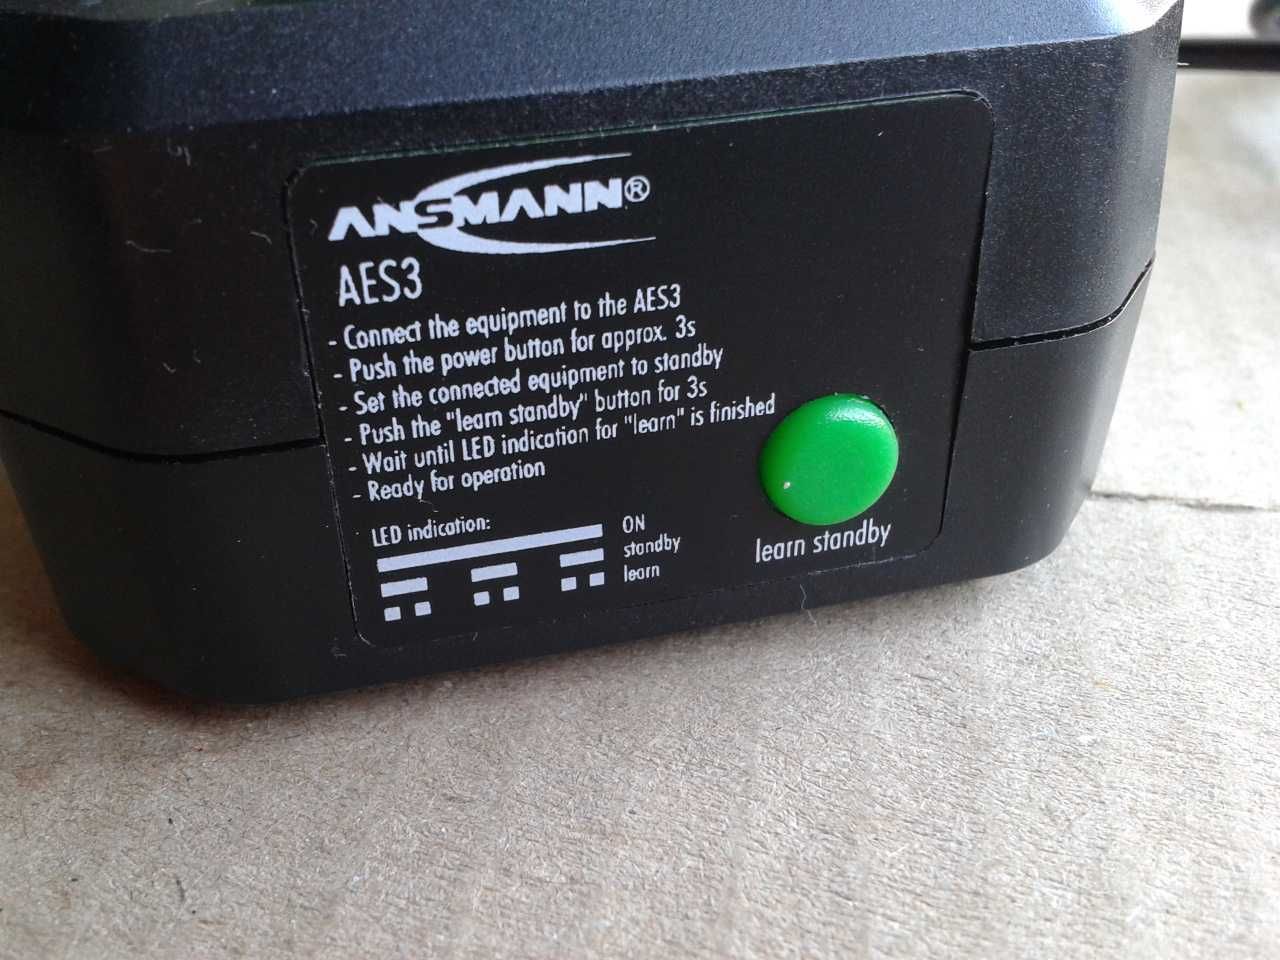 ANSMANN®
AES3
- Connect the equipment to the AES3
- Push the power button for approx. 3s
- Set the connected equipment to standby
- Push the "learn standby" button for 3s
- Wait until LED indication for "learn" is finished
- Ready for operation
LED indication:
ON
standby
learn
learn standby